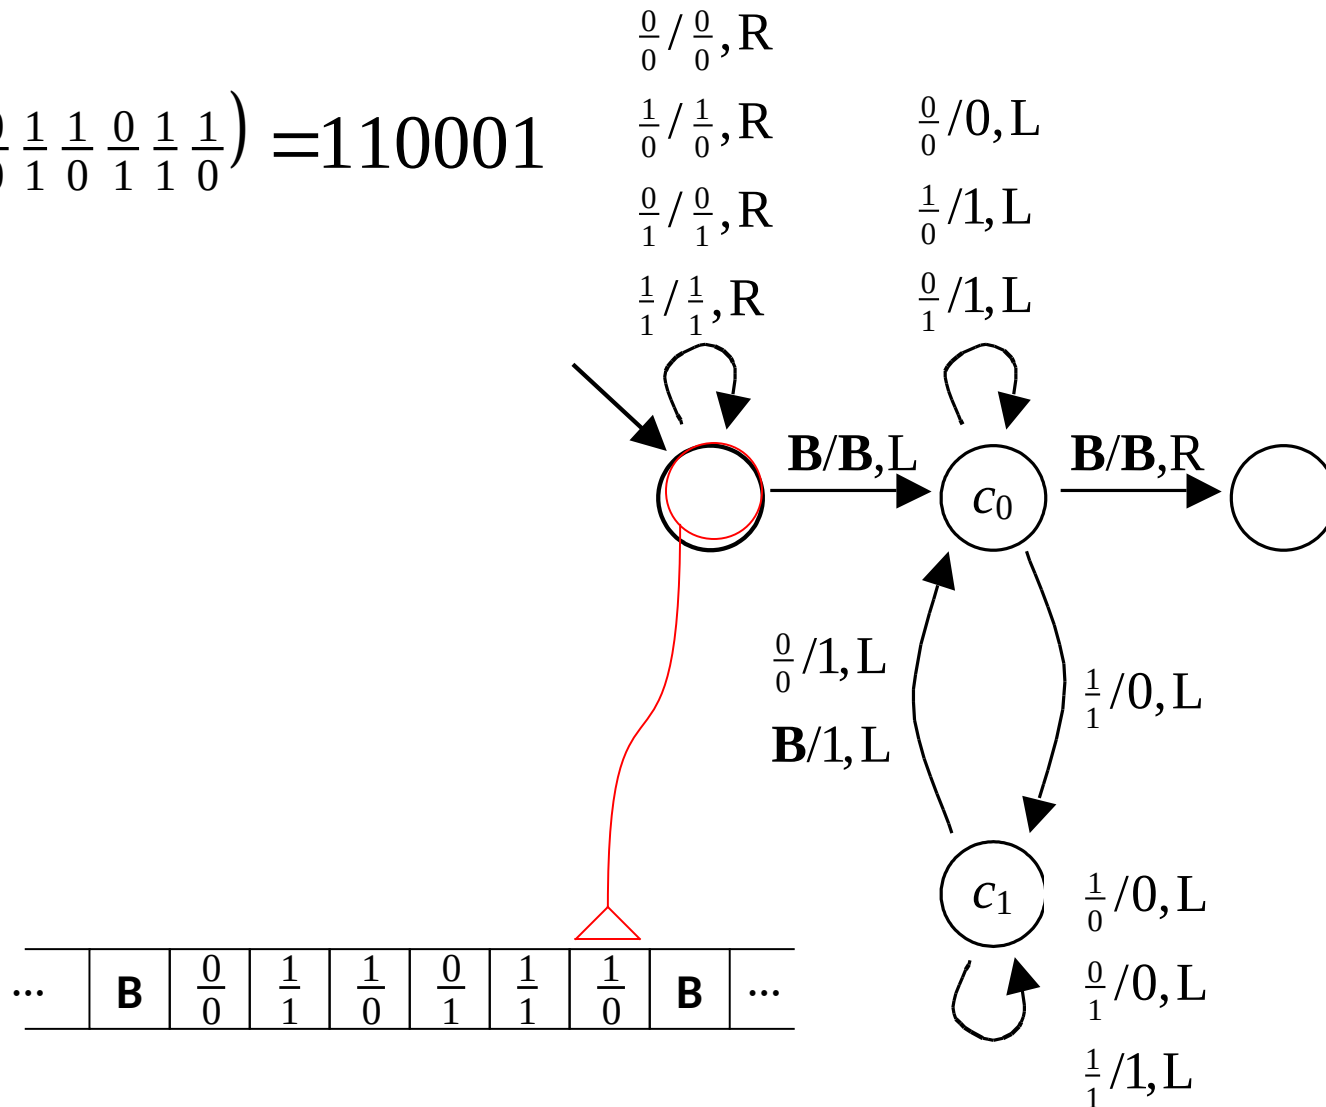 1/1 1/0 0/1 1/1 1/0) =110001
0/0 / 0/0 ,R
1/0 / 1/0 ,R
0/1 / 0/1 ,R
1/1 / 1/1 ,R
0/0 /0,L
1/0 /1,L
0/1 /1,L
B/B,L
c0
B/B,R
0/0 /1,L
B/1,L
1/1 /0,L
c1
1/0 /0,L
0/1 /0,L
1/1 /1,L
... B 0/0 1/1 1/0 0/1 1/1 1/0 B ...